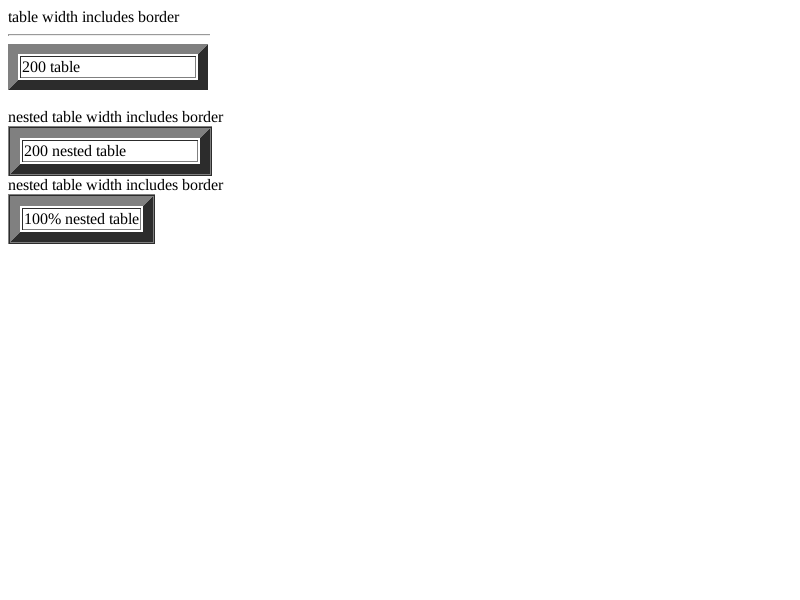 table width includes border
200 table
nested table width includes border
200 nested table
nested table width includes border
100% nested table